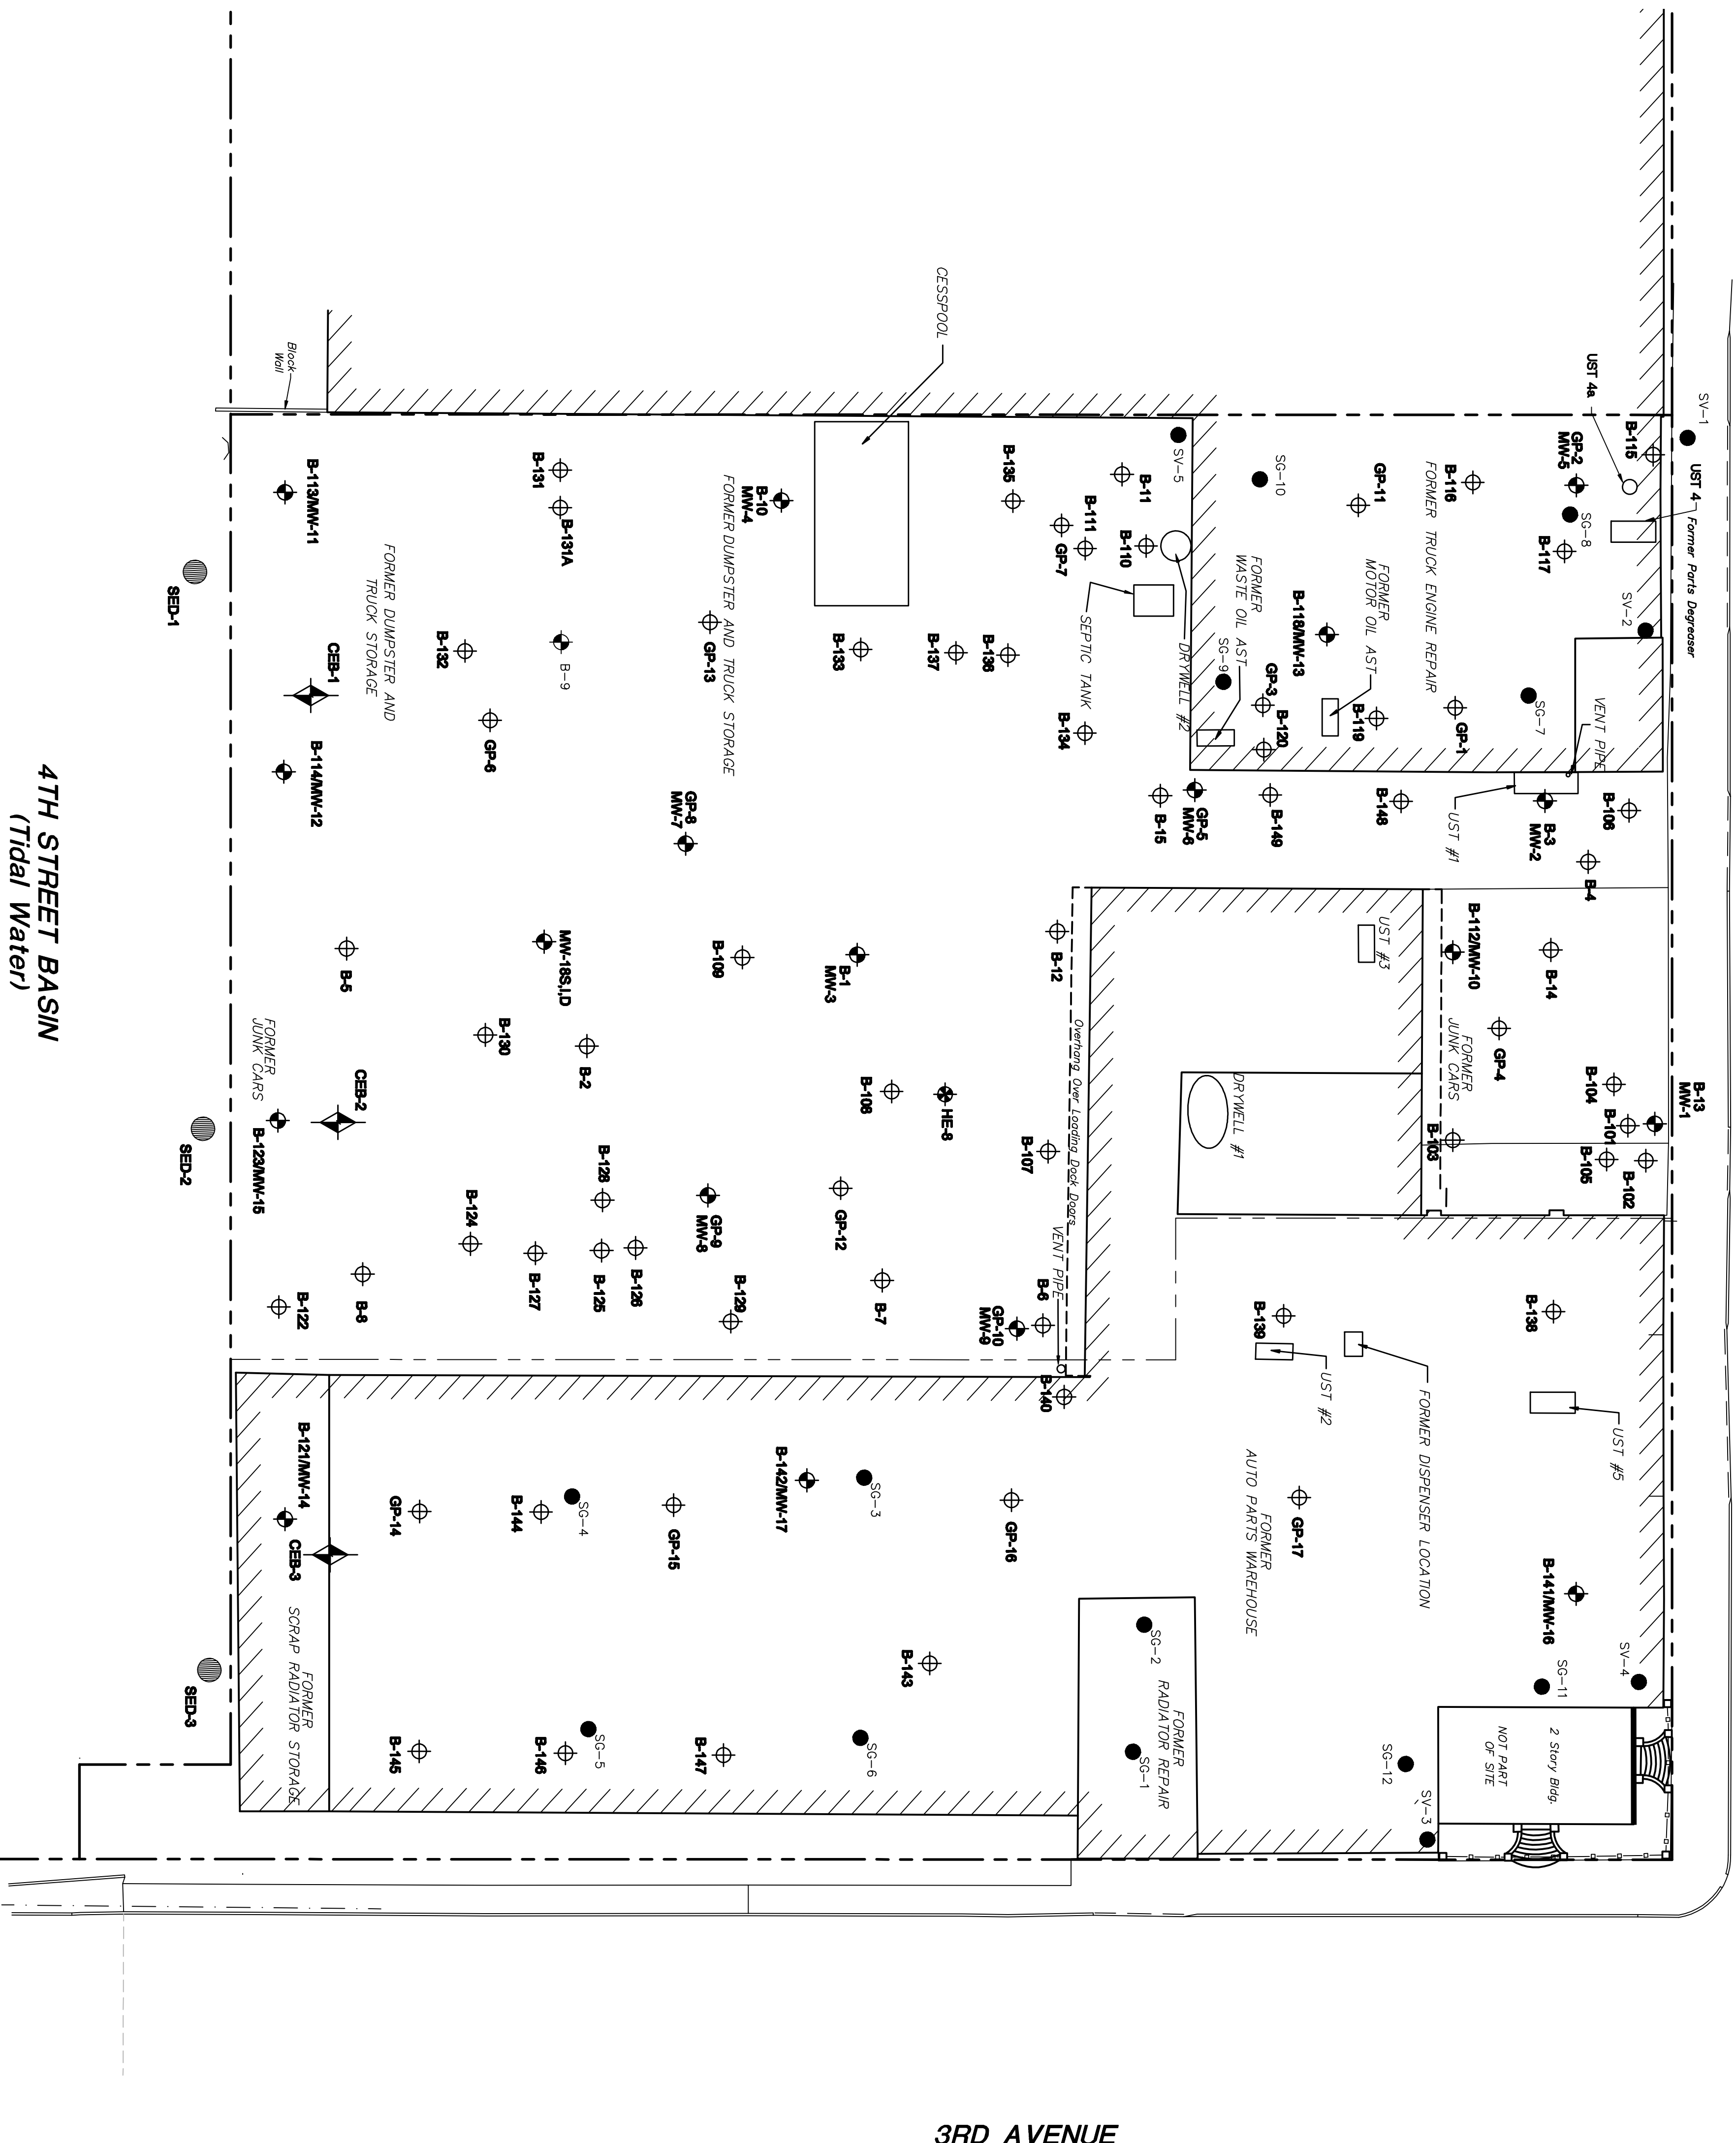 SV-1
UST 4
Former Parts Degreaser
UST 4a
B-115
GP-2
MW-5
SG-8
B-117
SV-2
B-116
GP-11
FORMER TRUCK ENGINE REPAIR
FORMER
MOTOR OIL AST
B-118/MW-13
SG-10
FORMER
WASTE OIL AST
SG-9
GP-3
B-120
B-119
GP-1
SG-7
VENT PIPE
UST #1
B-3
MW-2
B-106
B-4
B-148
B-149
GP-5
MW-6
B-15
SV-5
B-11
B-110
B-111
GP-7
DRYWELL #2
SEPTIC TANK
B-134
B-135
B-136
B-137
B-133
CESSPOOL
B-10
MW-4
FORMER DUMPSTER AND TRUCK STORAGE
GP-13
B-131
B-131A
B-9
B-132
GP-6
FORMER DUMPSTER AND
TRUCK STORAGE
Block
Wall
B-113/MW-11
SED-1
CEB-1
B-114/MW-12
GP-8
MW-7
4TH STREET BASIN
(Tidal Water)
B-13
MW-1
B-14
GP-4
B-104
B-101
B-105
B-102
B-103
B-112/MW-10
FORMER
JUNK CARS
UST #3
DRYWELL #1
Overhang Over Loading Dock Doors
B-12
B-107
VENT PIPE
B-6
GP-10
MW-9
B-1
MW-3
B-109
B-108
HE-8
GP-12
B-7
MW-18S,I,D
B-2
B-130
B-5
FORMER
JUNK CARS
CEB-2
B-123/MW-15
SED-2
B-124
B-128
GP-9
MW-8
B-129
B-126
B-125
B-127
B-8
B-122
B-138
B-139
UST #2
FORMER DISPENSER LOCATION
UST #5
B-140
GP-17
FORMER
AUTO PARTS WAREHOUSE
B-141/MW-16
SV-4
SG-11
2 Story Bldg.
NOT PART
OF SITE
SG-12
SV-3
GP-16
SG-3
B-142/MW-17
GP-15
SG-4
B-144
GP-14
B-121/MW-14
CEB-3
FORMER
SCRAP RADIATOR STORAGE
SED-3
B-143
SG-2
FORMER
RADIATOR REPAIR
SG-1
SG-6
B-147
SG-5
B-146
B-145
3RD AVENUE